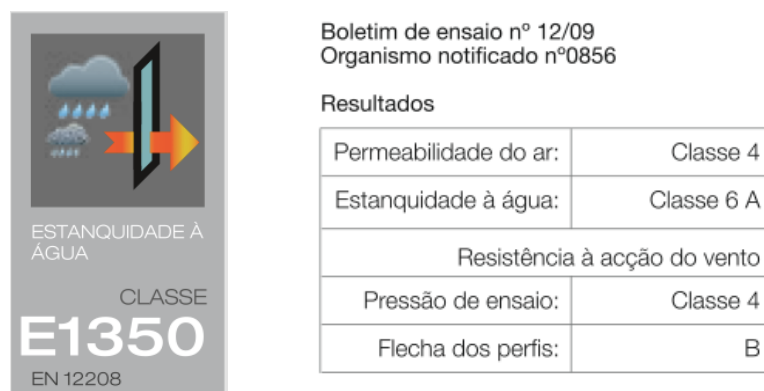 ESTANQUIDADE À
ÁGUA
CLASSE
E1350
EN 12208
Boletim de ensaio nº 12/09
Organismo notificado nº0856
Resultados
Permeabilidade do ar: Classe 4
Estanquidade à água: Classe 6 A
Resistência à acção do vento
Pressão de ensaio: Classe 4
Flecha dos perfis: B